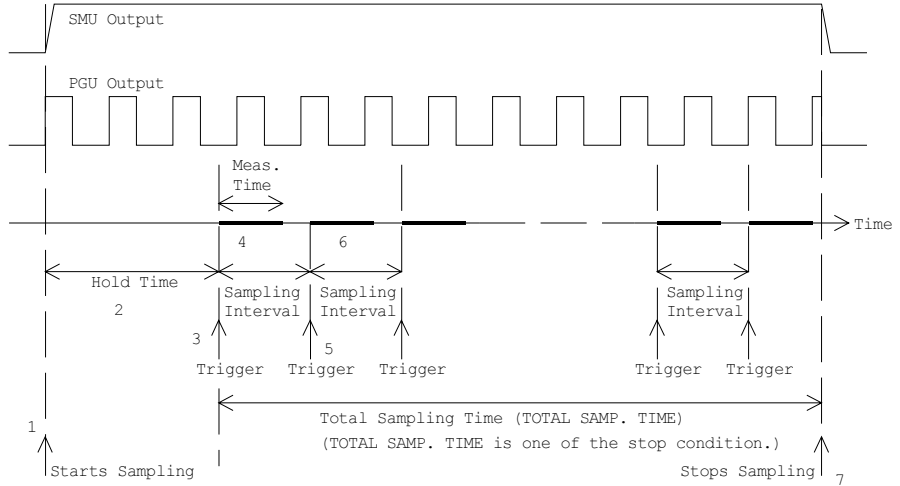 SMU Output
PGU Output
Meas.
Time
Time
4
6
Hold Time
2
Sampling
Interval
Sampling
Interval
Sampling
Interval
3
5
Trigger
Trigger
Trigger
Trigger
Trigger
Total Sampling Time (TOTAL SAMP. TIME)
(TOTAL SAMP. TIME is one of the stop condition.)
1
Starts Sampling
Stops Sampling
7